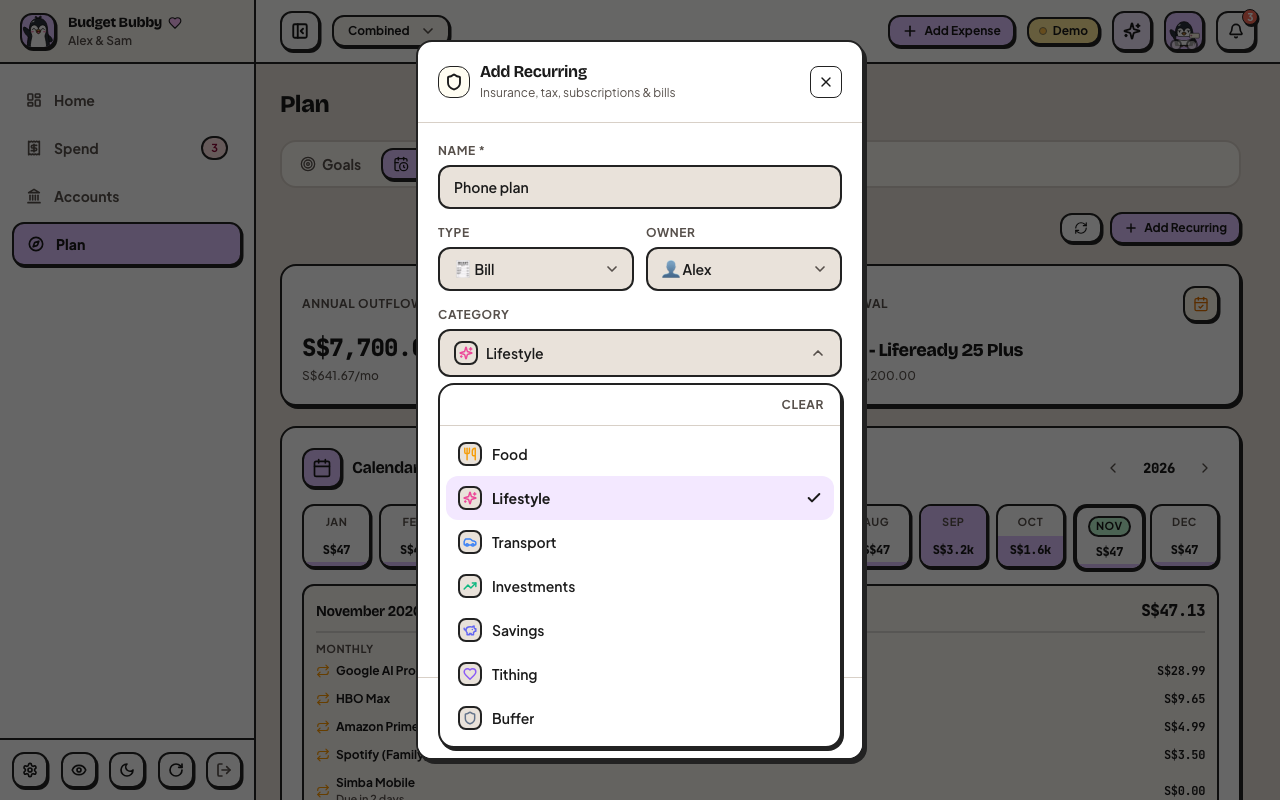 Budget Bubby
Alex & Sam
Combined
Add Expense
Demo
3
Home
Spend
3
Accounts
Plan
Plan
Goals
Add Recurring
ANNUAL OUTFLOW
S$7,700.
S$641.67/mo
- Lifeready 25 Plus
,200.00
Calendar
2026
JAN
S$47
S$47
SEP
S$3.2k
OCT
S$1.6k
NOV
S$47
DEC
S$47
November 2026
S$47.13
MONTHLY
Google AI Pro
S$28.99
HBO Max
S$9.65
Amazon Prime
S$4.99
Spotify (Family
S$3.50
Simba Mobile
Due in 2 days
S$0.00
Add Recurring
Insurance, tax, subscriptions & bills
NAME *
Phone plan
TYPE
OWNER
Bill
Alex
CATEGORY
Lifestyle
CLEAR
Food
Lifestyle
Transport
Investments
Savings
Tithing
Buffer